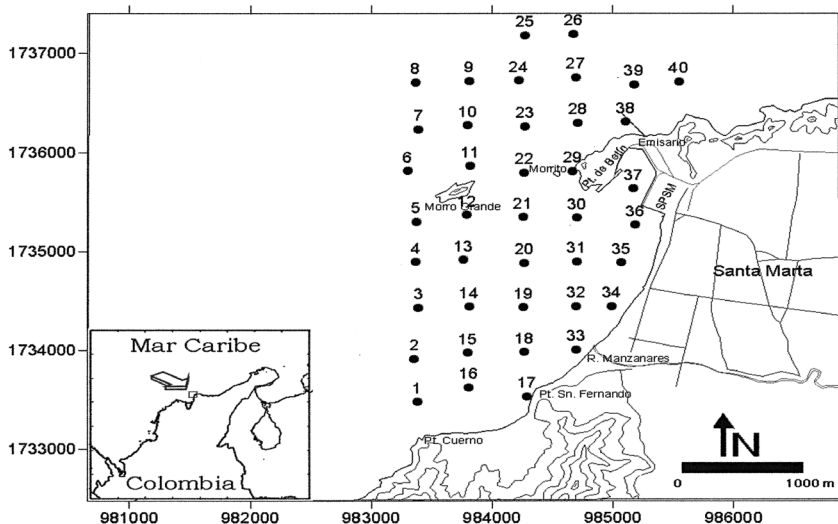 25 26
1737000
8 9 24 27 39 40
7 10 23 28 38
Emisario
1736000
6 11 22 Morrito 29 Pt. de Betín
37
SPSM
Morro Grande
5 12 21 30 36
1735000
4 13 20 31 35
Santa Marta
3 14 19 32 34
Mar Caribe
1734000
2 15 18 33
R. Manzanares
1 16 17
Pt. Sn. Fernando
Pt. Cuerno
1733000
N
Colombia
0 1000 m
981000 982000 983000 984000 985000 986000